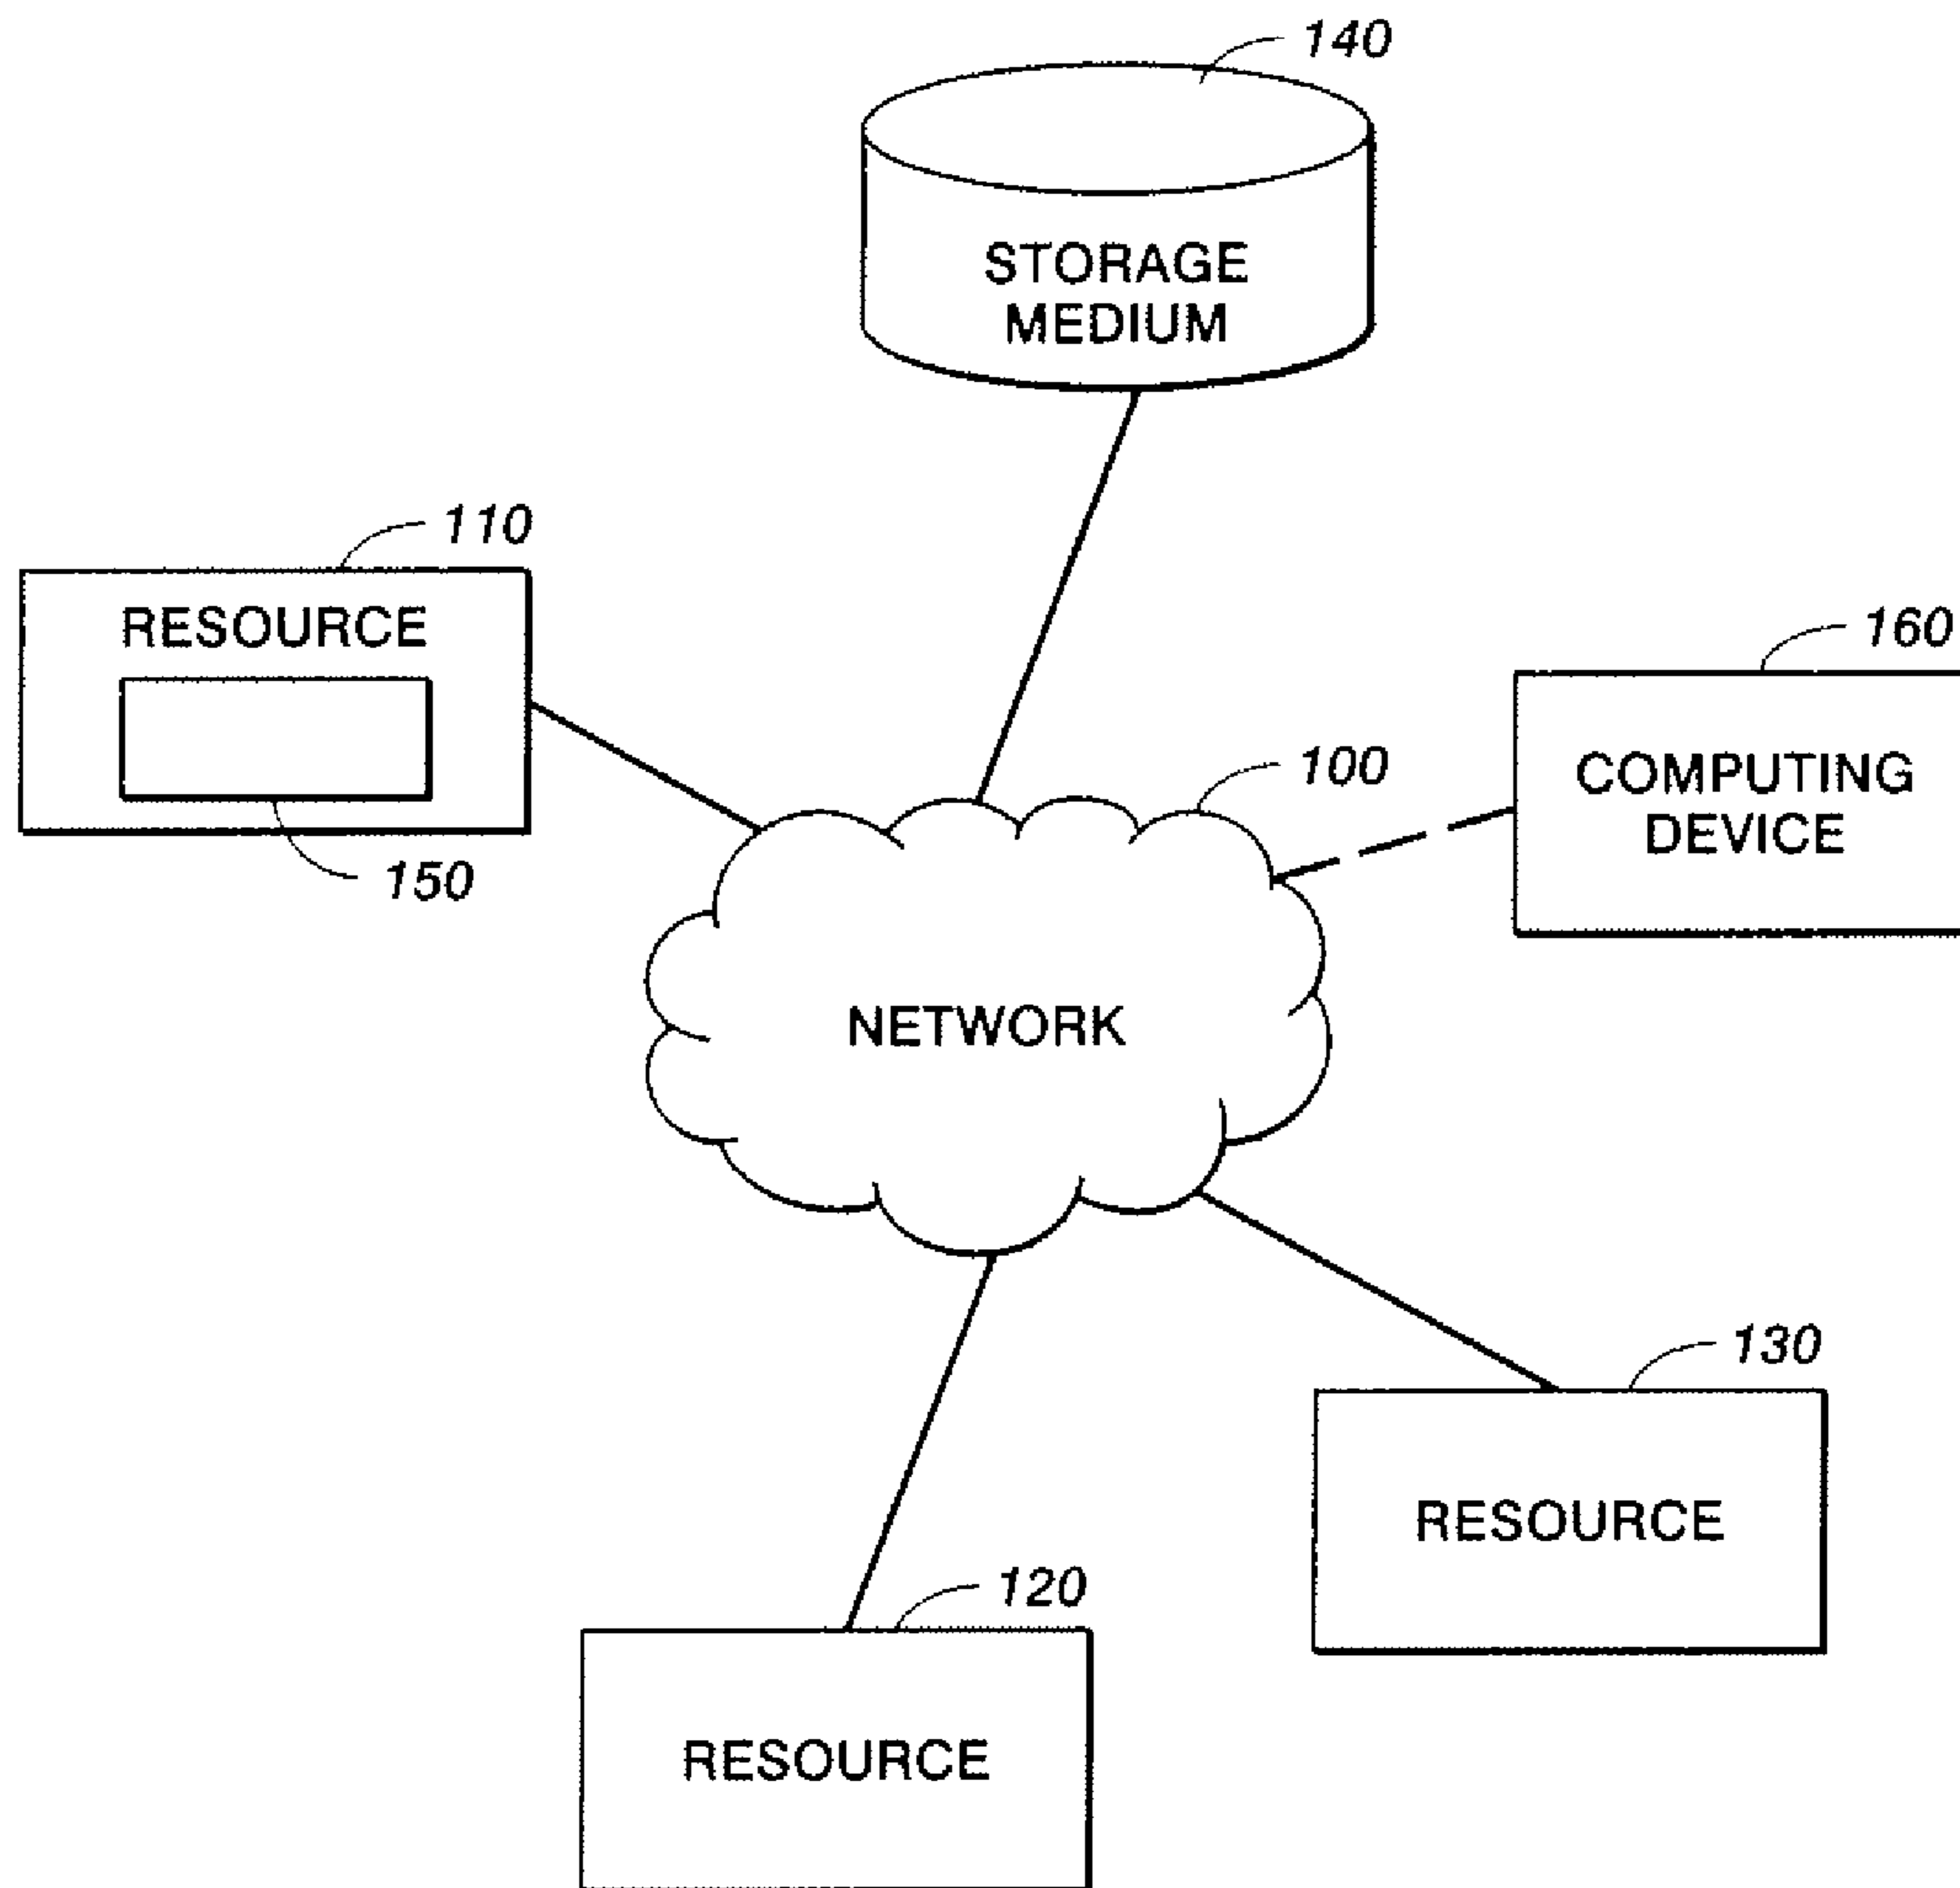 140
STORAGE
MEDIUM
110
RESOURCE
150
160
COMPUTING
DEVICE
100
NETWORK
130
RESOURCE
120
RESOURCE